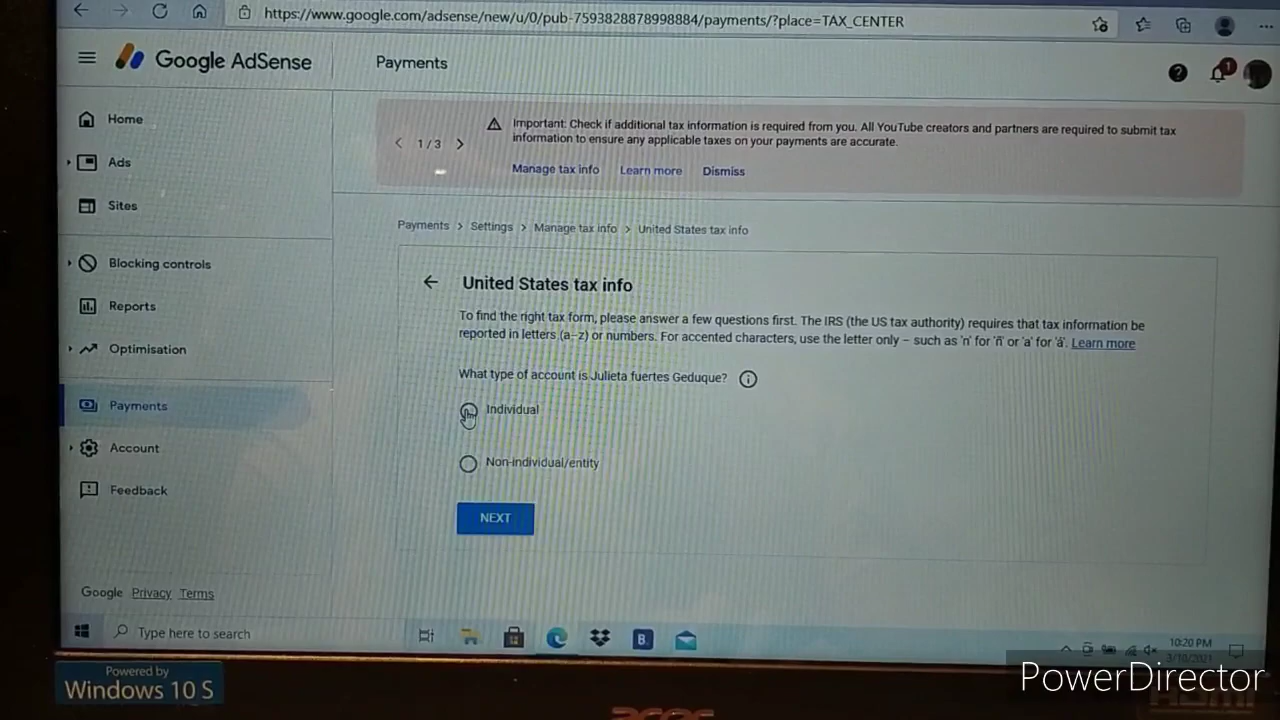 https://www.google.com/adsense/new/u/0/pub-7593828878998884/payments/?place=TAX_CENTER
Google AdSense
Payments
1
Home
Ads
Sites
Blocking controls
Reports
Optimisation
Payments
Account
Feedback
Google Privacy Terms
1/3
Important: Check if additional tax information is required from you. All YouTube creators and partners are required to submit tax
information to ensure any applicable taxes on your payments are accurate.
Manage tax info Learn more Dismiss
Payments > Settings > Manage tax info > United States tax info
United States tax info
To find the right tax form, please answer a few questions first. The IRS (the US tax authority) requires that tax information be
reported in letters (a–z) or numbers. For accented characters, use the letter only – such as 'n' for 'ñ' or 'a' for 'á'. Learn more
What type of account is Julieta fuertes Geduque?
Individual
Non-individual/entity
NEXT
Type here to search
B.
10:20 PM
3/10/2021
Powered by
Windows 10 S
PowerDirector
acer
HDMI